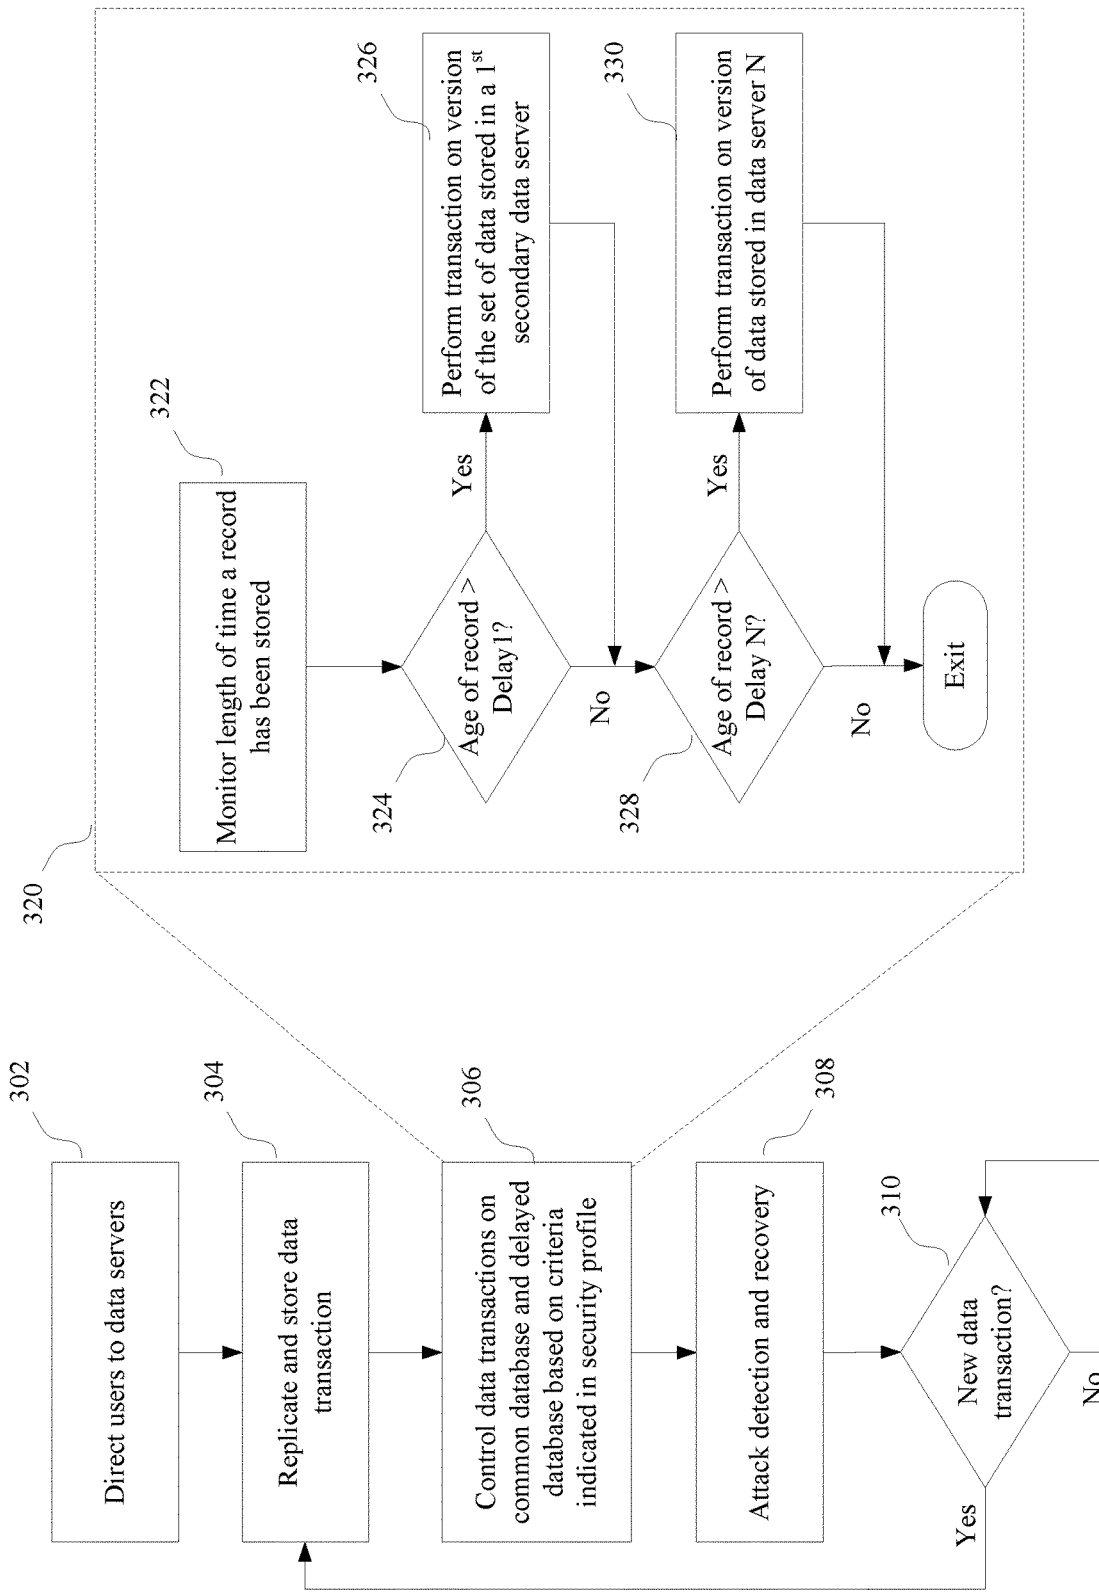 302
Direct users to data servers
304
Replicate and store data
transaction
306
Control data transactions on
common database and delayed
database based on criteria
indicated in security profile
308
Attack detection and recovery
310
New data
transaction?
Yes
No
320
322
Monitor length of time a record
has been stored
324
Age of record >
Delay1?
Yes
No
326
Perform transaction on version
of the set of data stored in a 1st
secondary data server
328
Age of record >
Delay N?
Yes
No
330
Perform transaction on version
of data stored in data server N
Exit